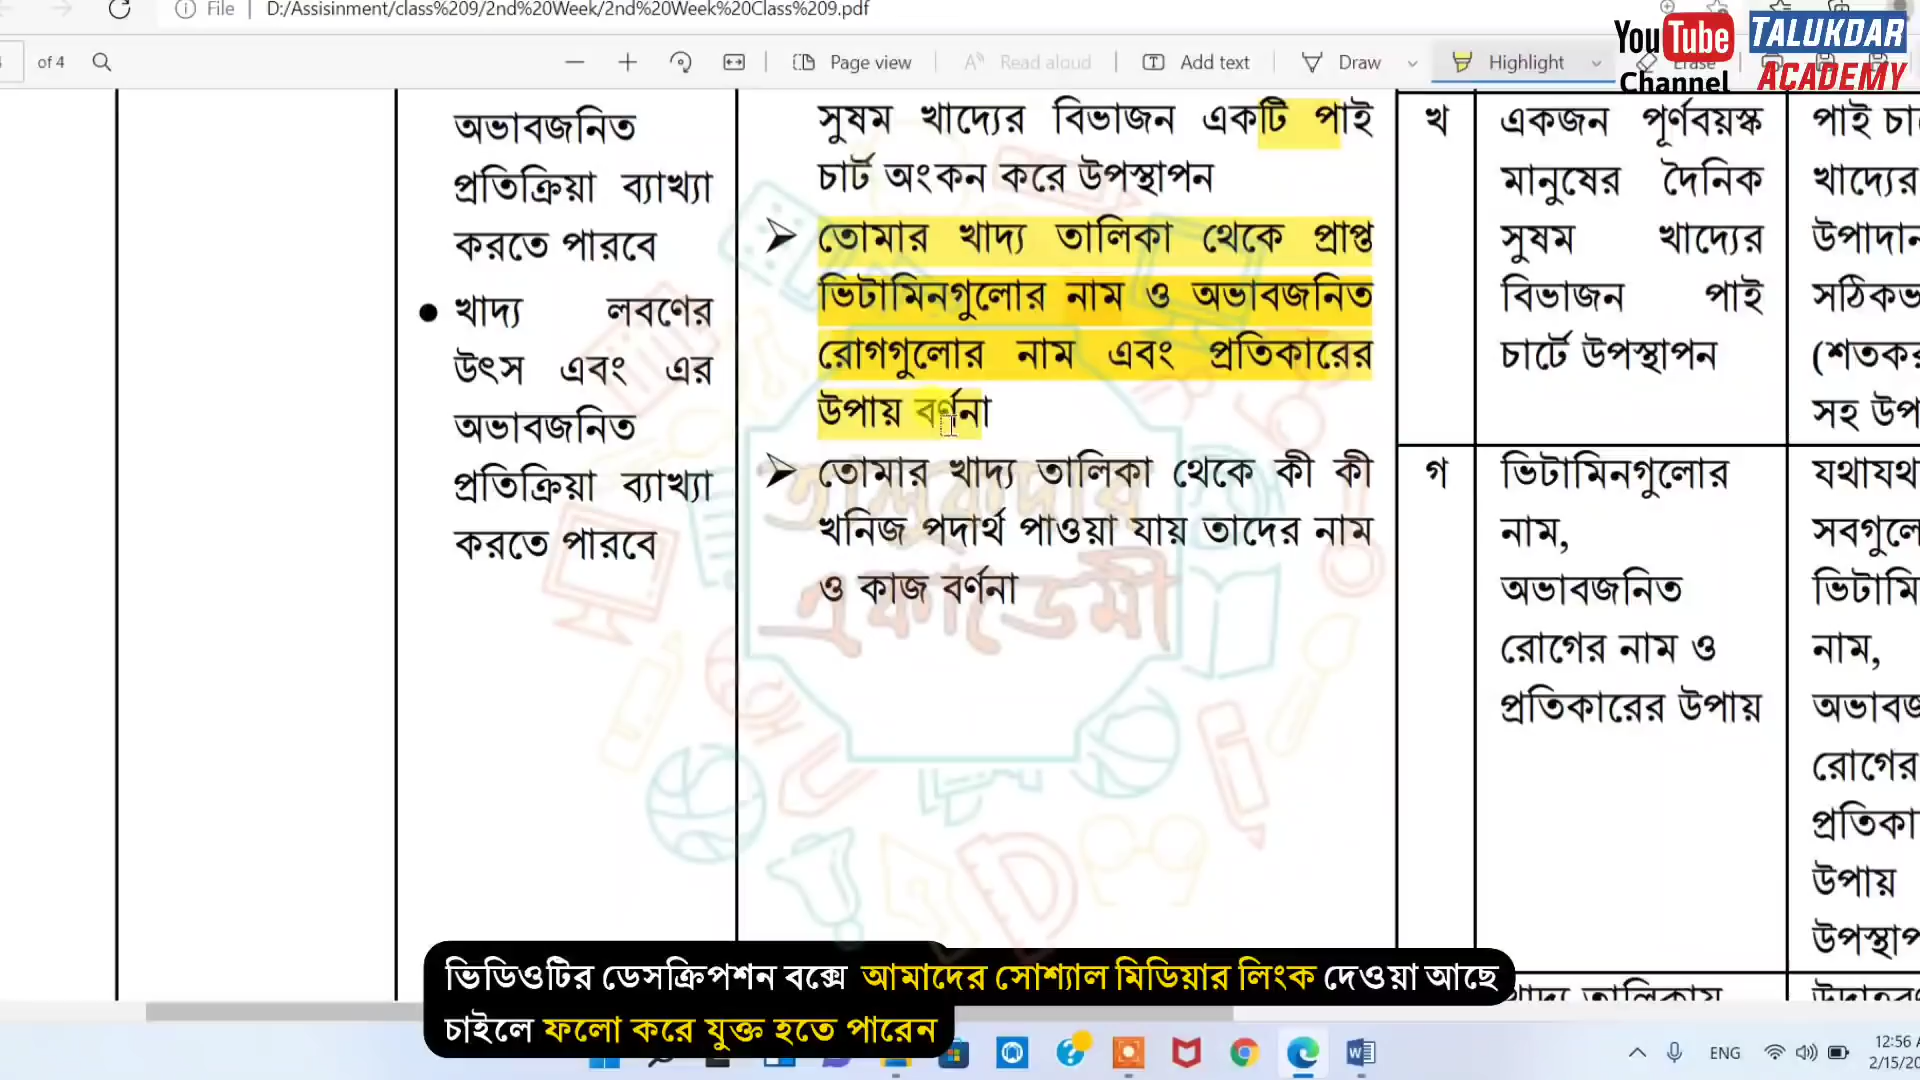 File D:/Assisinment/class%209/2nd%20Week/2nd%20Week%20Class%209.pdf
YouTube Channel
TALUKDAR ACADEMY
of 4 Page view Read aloud Add text Draw Highlight Erase
অভাবজনিত
প্রতিক্রিয়া ব্যাখ্যা
করতে পারবে
● খাদ্য লবণের
উৎস এবং এর
অভাবজনিত
প্রতিক্রিয়া ব্যাখ্যা
করতে পারবে
সুষম খাদ্যের বিভাজন একটি পাই
চার্ট অংকন করে উপস্থাপন
➢ তোমার খাদ্য তালিকা থেকে প্রাপ্ত
ভিটামিনগুলোর নাম ও অভাবজনিত
রোগগুলোর নাম এবং প্রতিকারের
উপায় বর্ণনা
➢ তোমার খাদ্য তালিকা থেকে কী কী
খনিজ পদার্থ পাওয়া যায় তাদের নাম
ও কাজ বর্ণনা
তালুকদার
একাডেমী
খ
একজন পূর্ণবয়স্ক
মানুষের দৈনিক
সুষম খাদ্যের
বিভাজন পাই
চার্টে উপস্থাপন
পাই
খাদ্যের
সহ
গ
ভিটামিনগুলোর
নাম,
অভাবজনিত
রোগের নাম ও
প্রতিকারের উপায়
নাম,
রোগের
উপায়
ভিডিওটির ডেসক্রিপশন বক্সে আমাদের সোশ্যাল মিডিয়ার লিংক দেওয়া আছে
চাইলে ফলো করে যুক্ত হতে পারেন
ENG
12:56